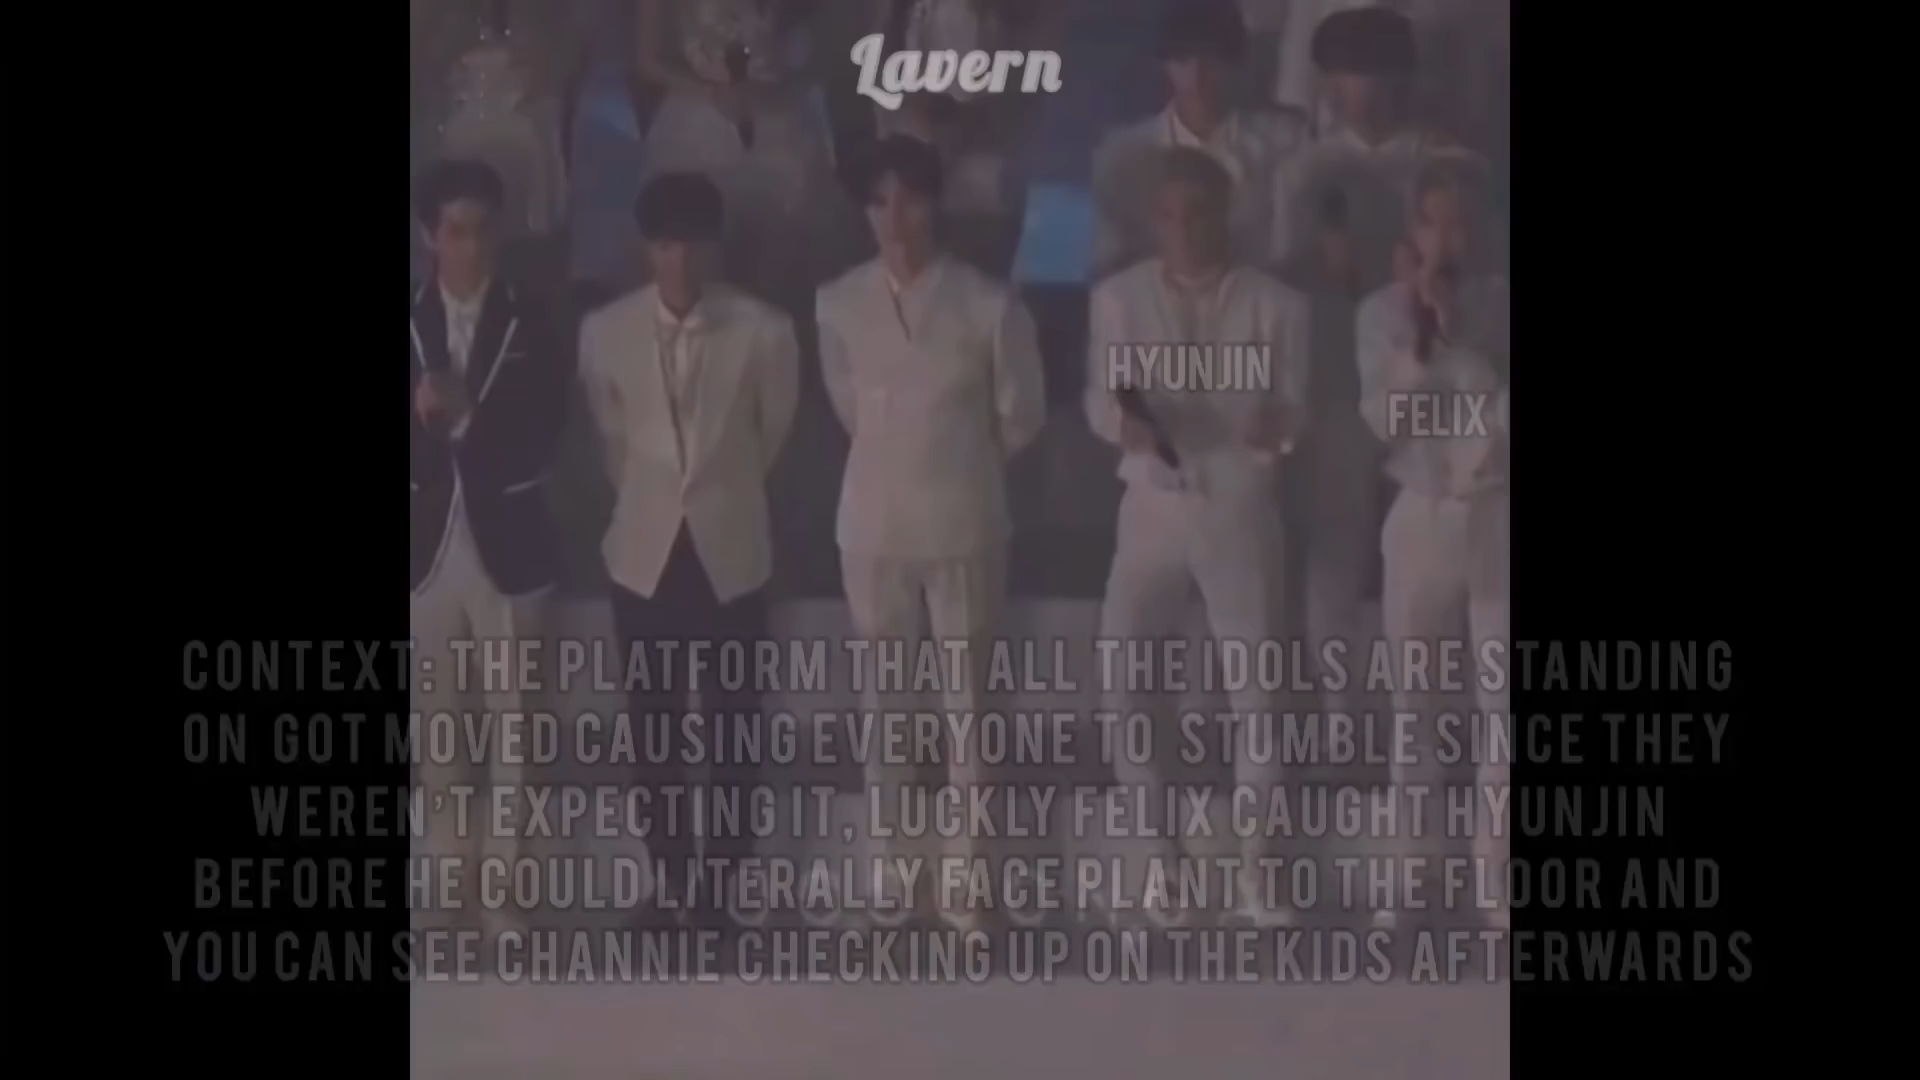 Lavern
HYUNJIN
FELIX
CONTEXT: THE PLATFORM THAT ALL THE IDOLS ARE STANDING
ON GOT MOVED CAUSING EVERYONE TO STUMBLE SINCE THEY
WEREN'T EXPECTING IT, LUCKLY FELIX CAUGHT HYUNJIN
BEFORE HE COULD LITERALLY FACE PLANT TO THE FLOOR AND
YOU CAN SEE CHANNIE CHECKING UP ON THE KIDS AFTERWARDS